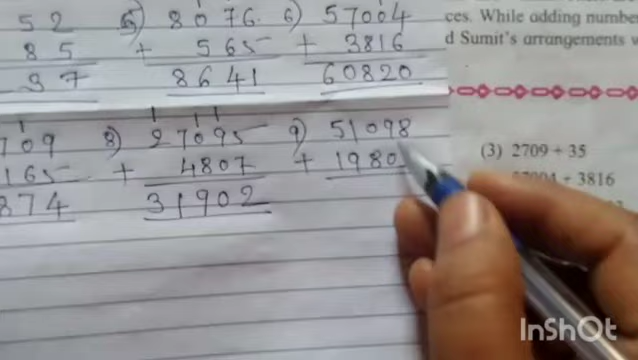 52 5) 8076 6) 57004
85 + 565 + 3816
37 8641 60820
709 8) 27095 9) 51098
165 + 4807 + 1980
874 31902
ces. While adding numbe
d Sumit's arrangements
(3) 2709 + 35
+ 3816
InShOt